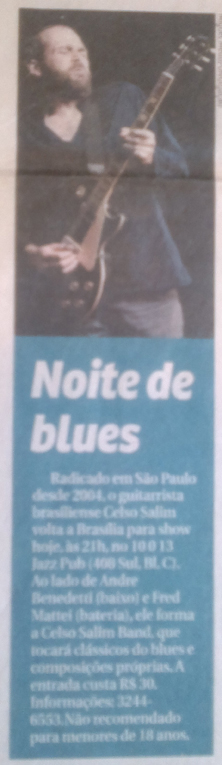 Noite de
blues
Radicado em São Paulo
desde 2004, o guitarrista
brasiliense Celso Salim
volta a Brasília para show
hoje, às 21h, no 10 0 13
Jazz Pub (408 Sul, Bl. C).
Ao lado de Andre
Benedetti (baixo) e Fred
Mattei (bateria), ele forma
a Celso Salim Band, que
tocará clássicos do blues e
composições próprias. A
entrada custa R$ 30.
Informações: 3244-
6553.Não recomendado
para menores de 18 anos.